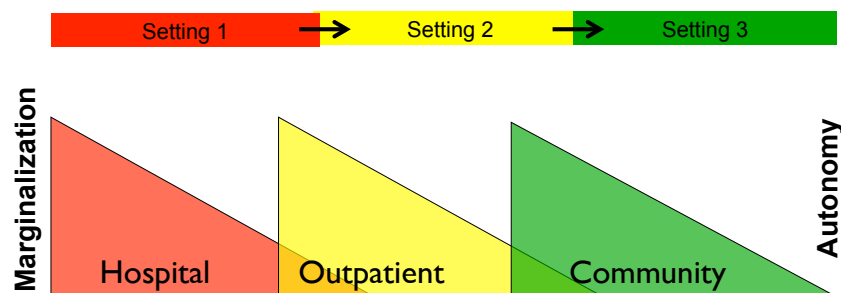 Setting 1
Setting 2
Setting 3
Marginalization
Autonomy
Hospital
Outpatient
Community